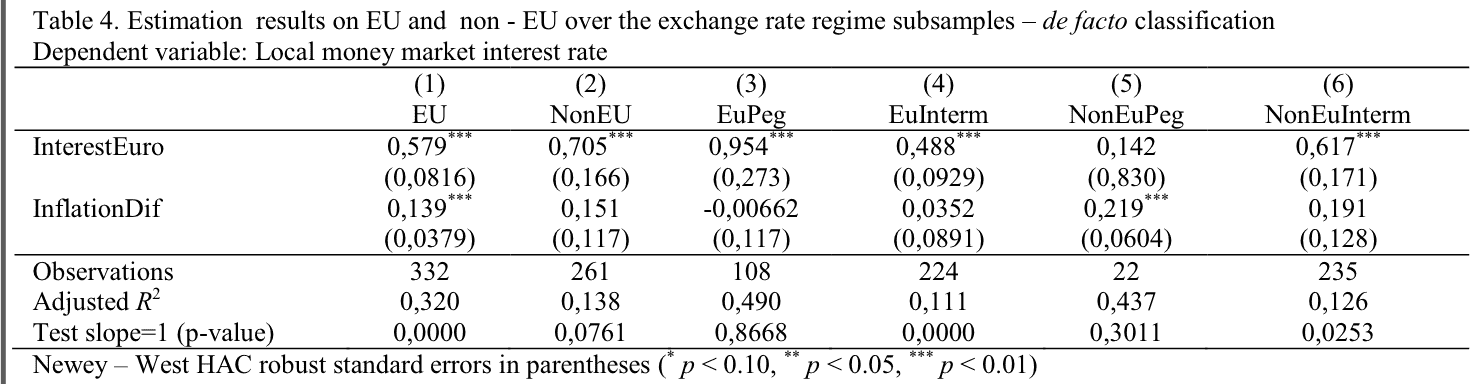 Table 4. Estimation  results on EU and  non - EU over the exchange rate regime subsamples – de facto classification
Dependent variable: Local money market interest rate
(1) (2) (3) (4) (5) (6)
EU NonEU EuPeg EuInterm NonEuPeg NonEuInterm
InterestEuro 0,579*** 0,705*** 0,954*** 0,488*** 0,142 0,617***
(0,0816) (0,166) (0,273) (0,0929) (0,830) (0,171)
InflationDif 0,139*** 0,151 -0,00662 0,0352 0,219*** 0,191
(0,0379) (0,117) (0,117) (0,0891) (0,0604) (0,128)
Observations 332 261 108 224 22 235
Adjusted R² 0,320 0,138 0,490 0,111 0,437 0,126
Test slope=1 (p-value) 0,0000 0,0761 0,8668 0,0000 0,3011 0,0253
Newey – West HAC robust standard errors in parentheses (* p < 0.10, ** p < 0.05, *** p < 0.01)